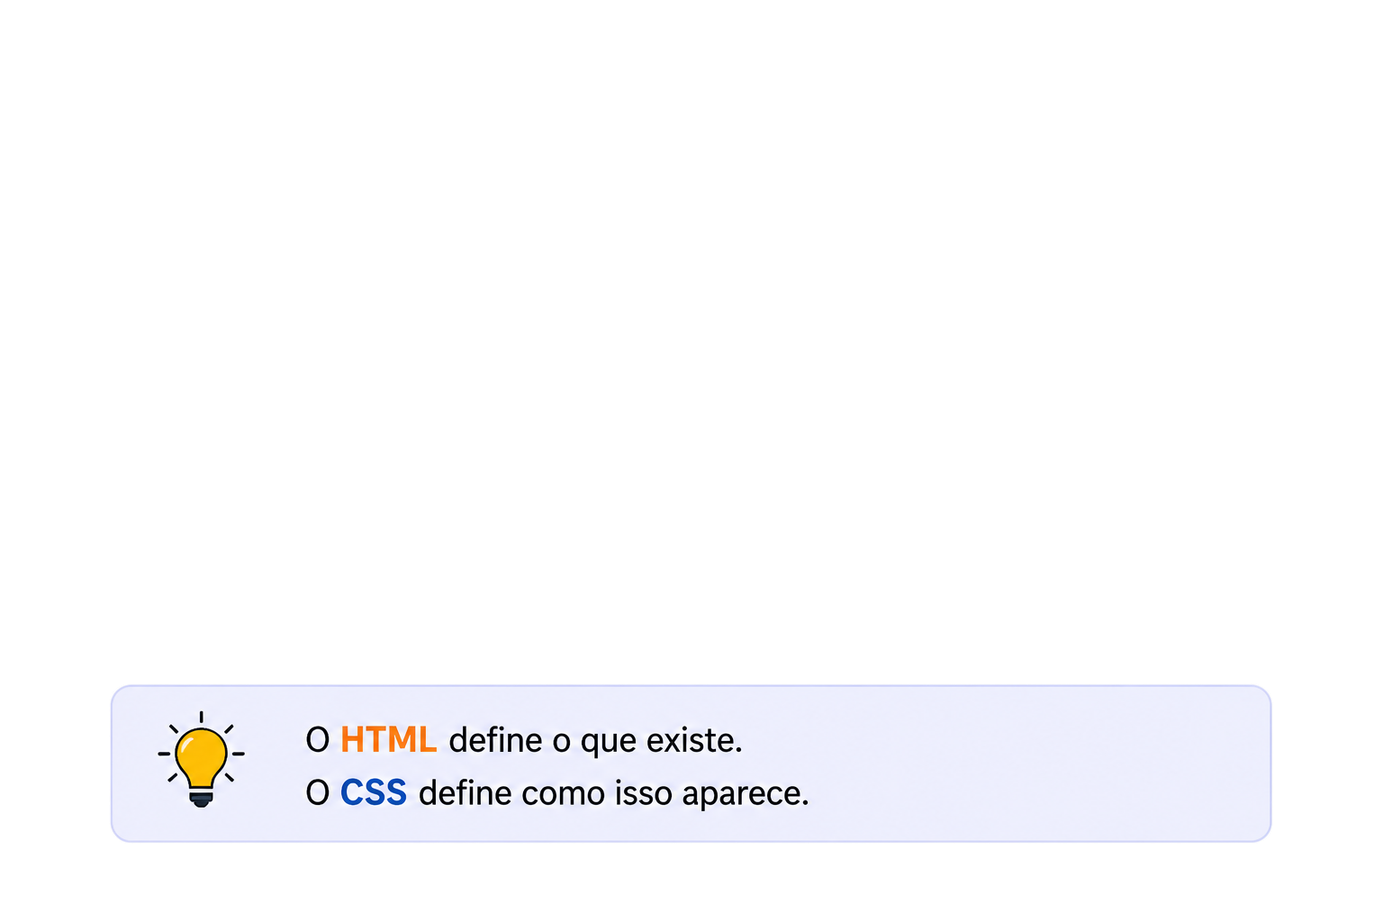 O HTML define o que existe.
O CSS define como isso aparece.